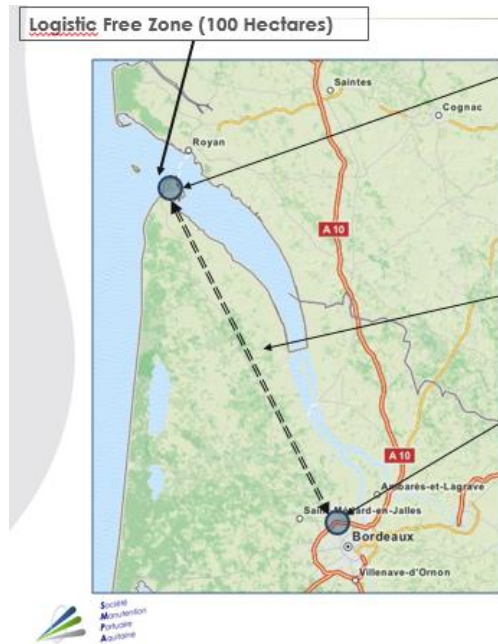 Logistic Free Zone (100 Hectares)
Saintes
Cognac
Royan
A 10
A 10
Ambarès-et-Lagrave
Saint-Médard-en-Jalles
Bordeaux
Villenave-d'Ornon
Société
Manutention
Portuaire
Aquitaine